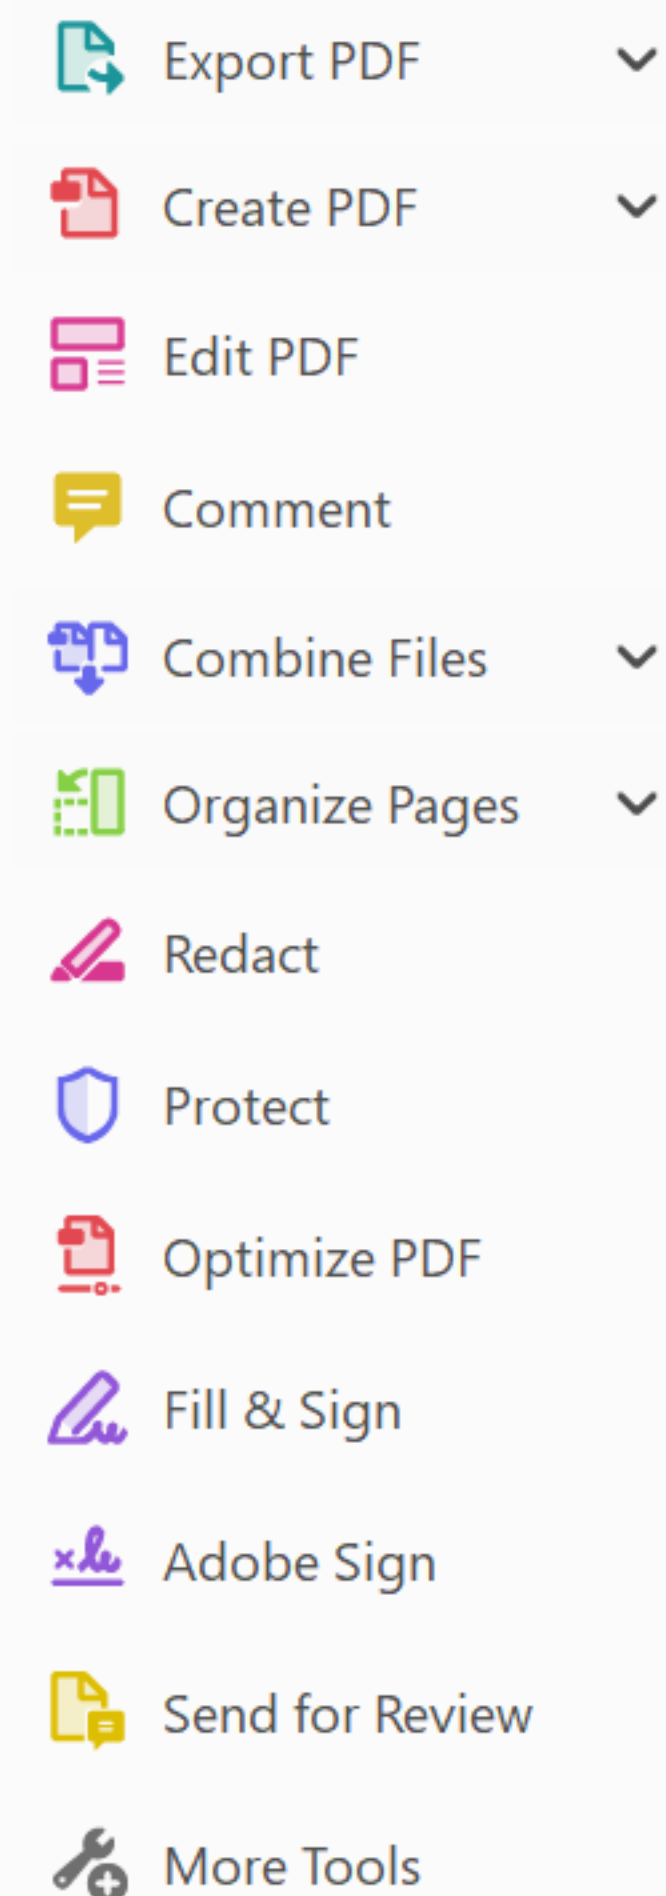 Export PDF
Create PDF
Edit PDF
Comment
Combine Files
Organize Pages
Redact
Protect
Optimize PDF
Fill & Sign
Adobe Sign
Send for Review
More Tools